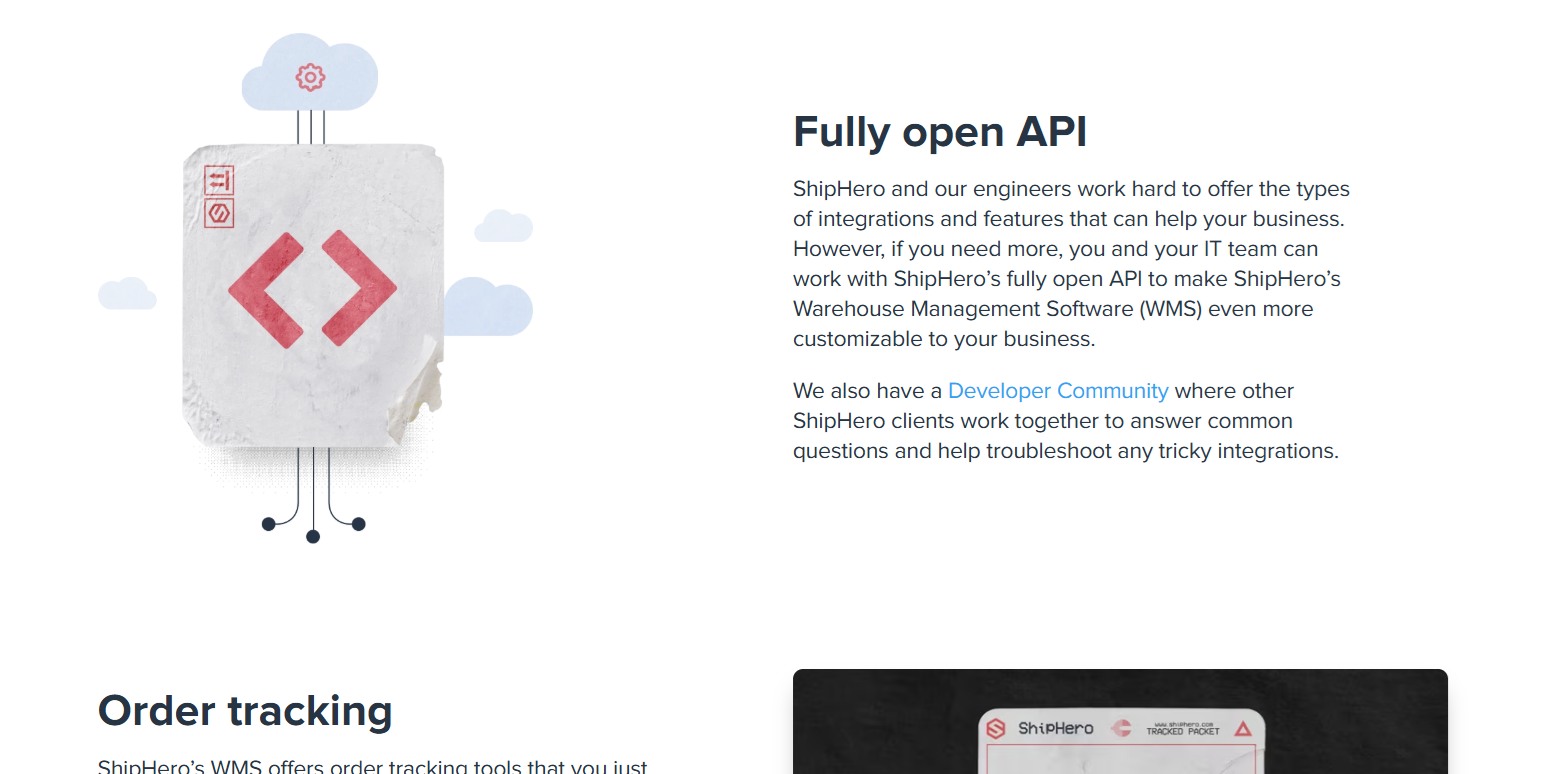 Fully open API
ShipHero and our engineers work hard to offer the types
of integrations and features that can help your business.
However, if you need more, you and your IT team can
work with ShipHero’s fully open API to make ShipHero’s
Warehouse Management Software (WMS) even more
customizable to your business.
We also have a Developer Community where other
ShipHero clients work together to answer common
questions and help troubleshoot any tricky integrations.
Order tracking
ShipHero’s WMS offers order tracking tools that you just
ShipHero
www.shiphero.com
TRACKED PACKET